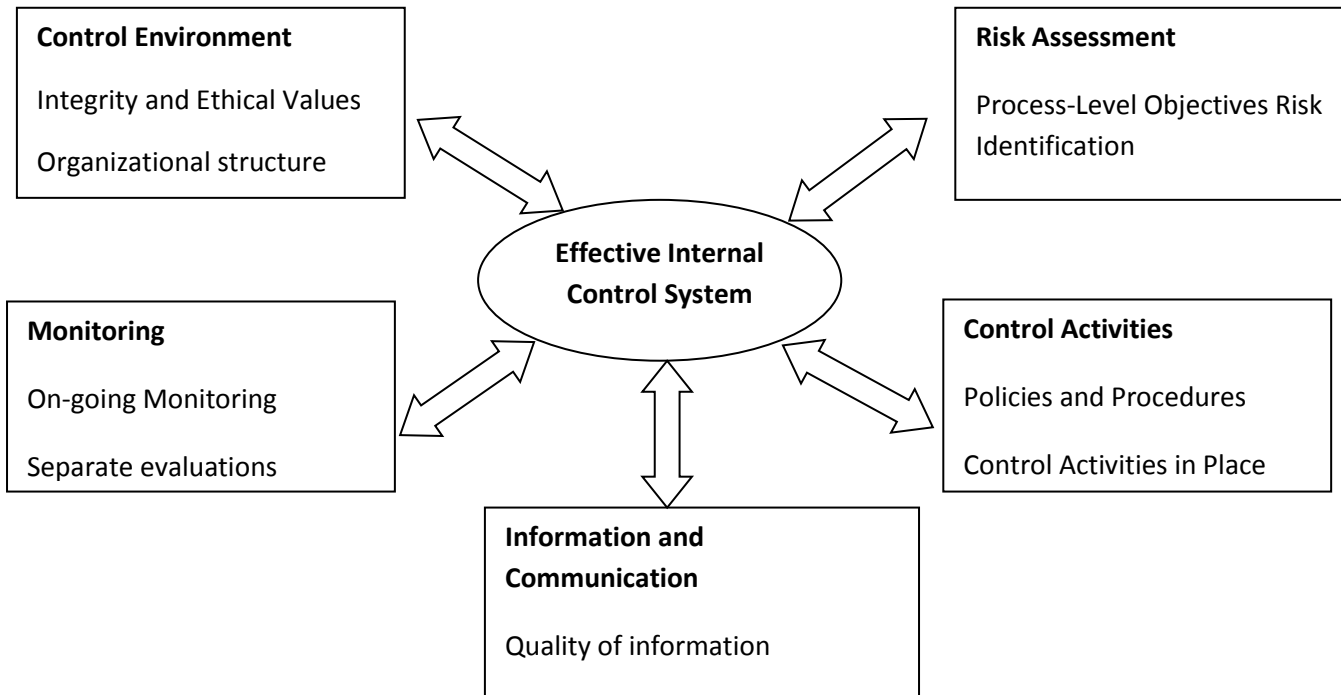 Control Environment
Integrity and Ethical Values
Organizational structure
Risk Assessment
Process-Level Objectives Risk
Identification
Effective Internal
Control System
Monitoring
On-going Monitoring
Separate evaluations
Control Activities
Policies and Procedures
Control Activities in Place
Information and
Communication
Quality of information